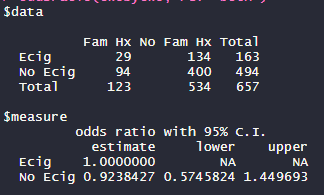 $data
Fam Hx No Fam Hx Total
Ecig 29 134 163
No Ecig 94 400 494
Total 123 534 657
$measure
odds ratio with 95% C.I.
estimate lower upper
Ecig 1.0000000 NA NA
No Ecig 0.9238427 0.5745824 1.449693